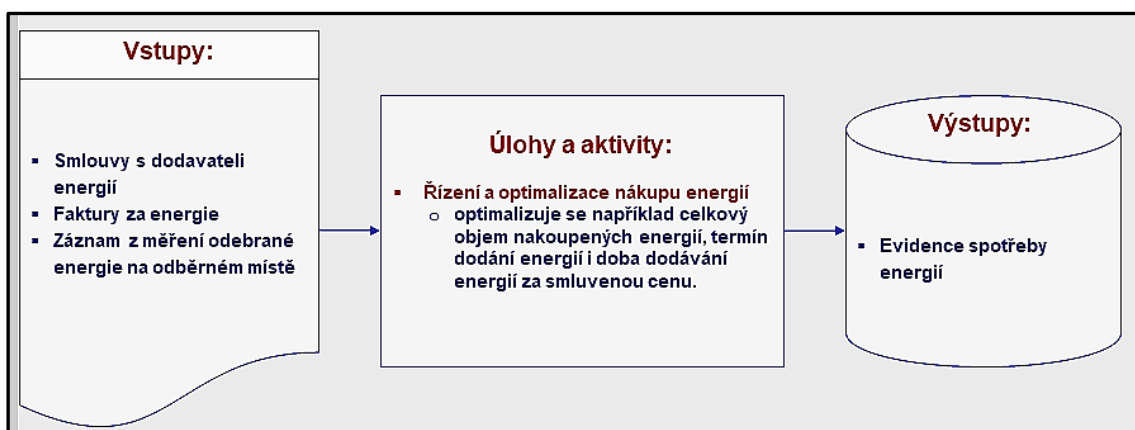 Vstupy:
▪ Smlouvy s dodavateli
energií
▪ Faktury za energie
▪ Záznam z měření odebrané
energie na odběrném místě
Úlohy a aktivity:
▪ Řízení a optimalizace nákupu energií
o optimalizuje se například celkový
objem nakoupených energií, termín
dodání energií i doba dodávání
energií za smluvenou cenu.
Výstupy:
▪ Evidence spotřeby
energií